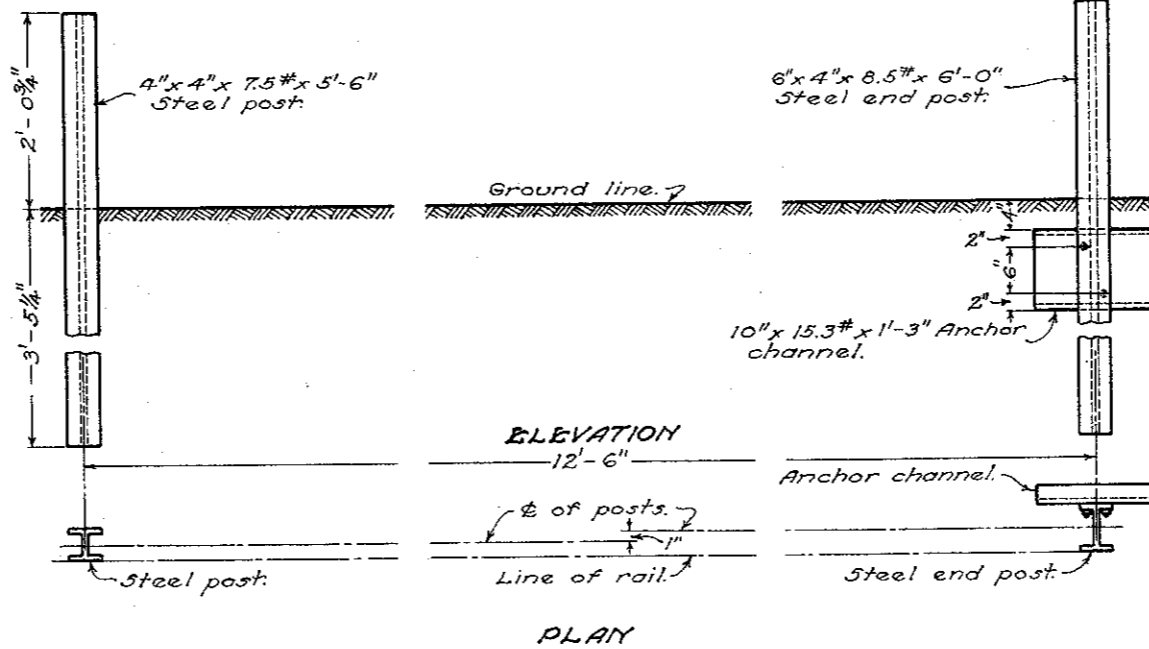 2'-0¾"
4"x 4"x 7.5# x 5'-6"
Steel post.
6"x 4"x 8.5# x 6'-0"
Steel end post.
Ground line.
3'-5¼"
4"
2"
6"
2"
10"x 15.3# x 1'-3" Anchor
channel.
ELEVATION
12'-6"
Anchor channel.
℄ of posts.
1"
Steel post.
Line of rail.
Steel end post.
PLAN